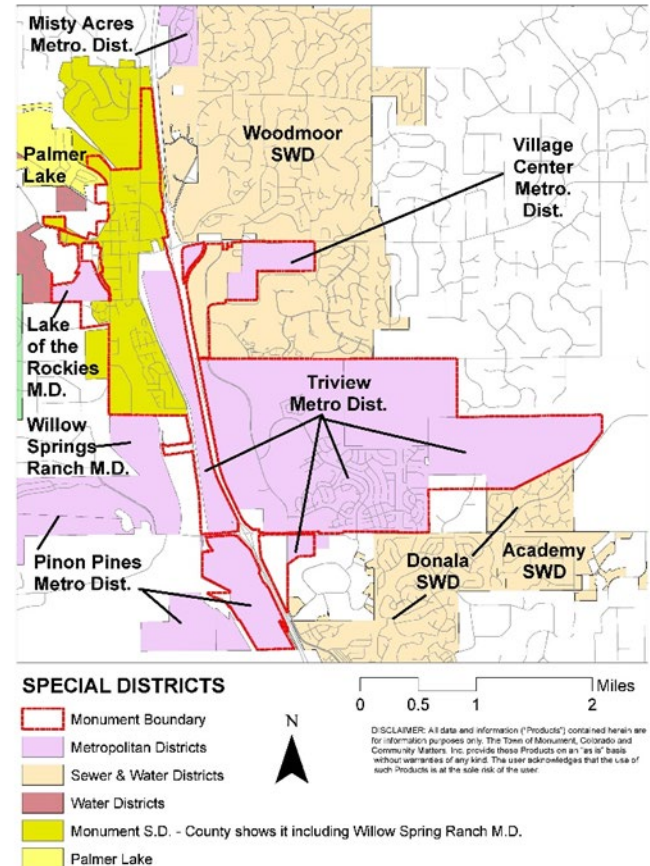 Misty Acres
Metro. Dist.
Woodmoor
SWD
Village
Center
Metro.
Dist.
Palmer
Lake
Lake
of the
Rockies
M.D.
Triview
Metro Dist.
Willow
Springs
Ranch M.D.
Pinon Pines
Metro Dist.
Donala
SWD
Academy
SWD
SPECIAL DISTRICTS
Monument Boundary
Metropolitan Districts
Sewer & Water Districts
Water Districts
Monument S.D. - County shows it including Willow Spring Ranch M.D.
Palmer Lake
N
Miles
0 0.5 1 2
DISCLAIMER: All data and information ("Products") contained herein are
for information purposes only. The Town of Monument, Colorado and
Community Matters, Inc. provide these Products on an "as is" basis
without warranties of any kind. The user acknowledges that the use of
such Products is at the sole risk of the user.